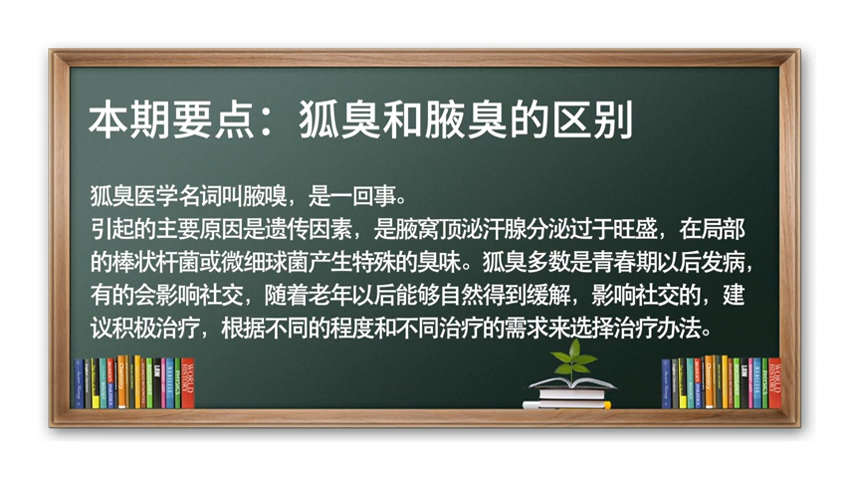 本期要点：狐臭和腋臭的区别
狐臭医学名词叫腋嗅，是一回事。
引起的主要原因是遗传因素，是腋窝顶泌汗腺分泌过于旺盛，在局部
的棒状杆菌或微细球菌产生特殊的臭味。狐臭多数是青春期以后发病，
有的会影响社交，随着老年以后能够自然得到缓解，影响社交的，建
议积极治疗，根据不同的程度和不同治疗的需求来选择治疗办法。
WORLD HISTORY
WORLD HISTORY